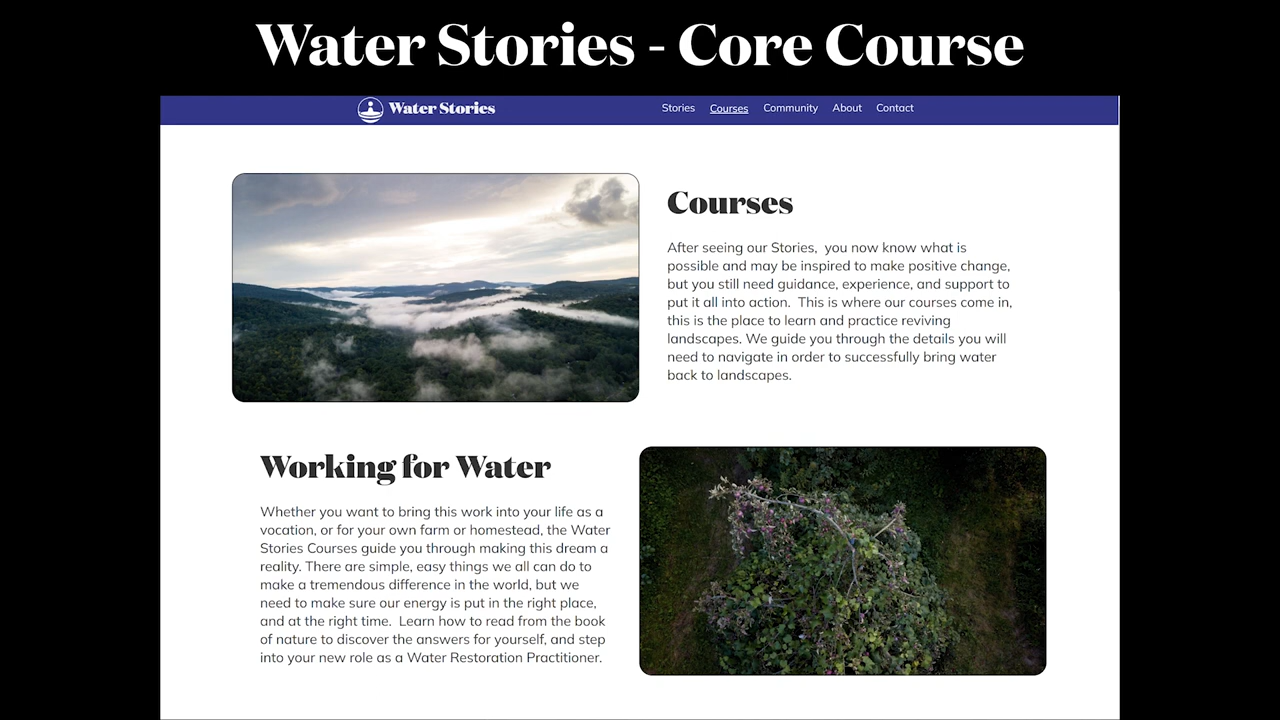 Water Stories - Core Course
Water Stories
Stories Courses Community About Contact
Courses
After seeing our Stories,  you now know what is
possible and may be inspired to make positive change,
but you still need guidance, experience, and support to
put it all into action.  This is where our courses come in,
this is the place to learn and practice reviving
landscapes. We guide you through the details you will
need to navigate in order to successfully bring water
back to landscapes.
Working for Water
Whether you want to bring this work into your life as a
vocation, or for your own farm or homestead, the Water
Stories Courses guide you through making this dream a
reality. There are simple, easy things we all can do to
make a tremendous difference in the world, but we
need to make sure our energy is put in the right place,
and at the right time.  Learn how to read from the book
of nature to discover the answers for yourself, and step
into your new role as a Water Restoration Practitioner.